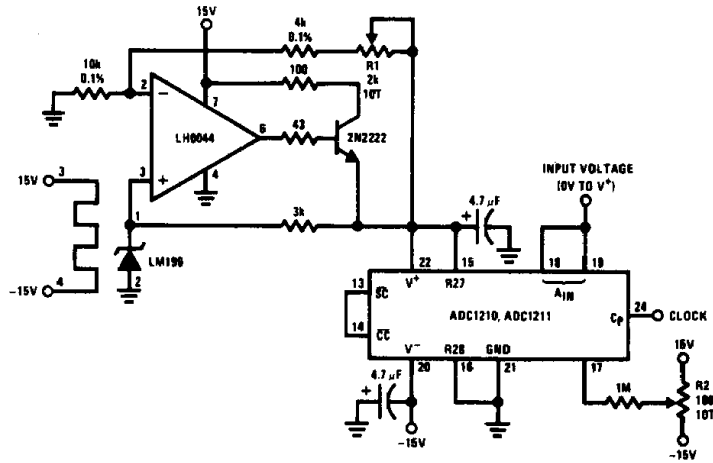 15V
4k
0.1%
10k
0.1%
R1
2k
10T
100
2
−
7
LH0044
6
43
2N2222
3
+
4
15V
3
1
3k
LM199
2
4
-15V
INPUT VOLTAGE
(0V TO V+)
+
4.7 µF
22
15
18
19
V+
R27
AIN
13
SC
14
CC
ADC1210, ADC1211
CP
24
CLOCK
V−
R28
GND
20
16
21
17
+
4.7 µF
-15V
1M
15V
R2
10T
-15V